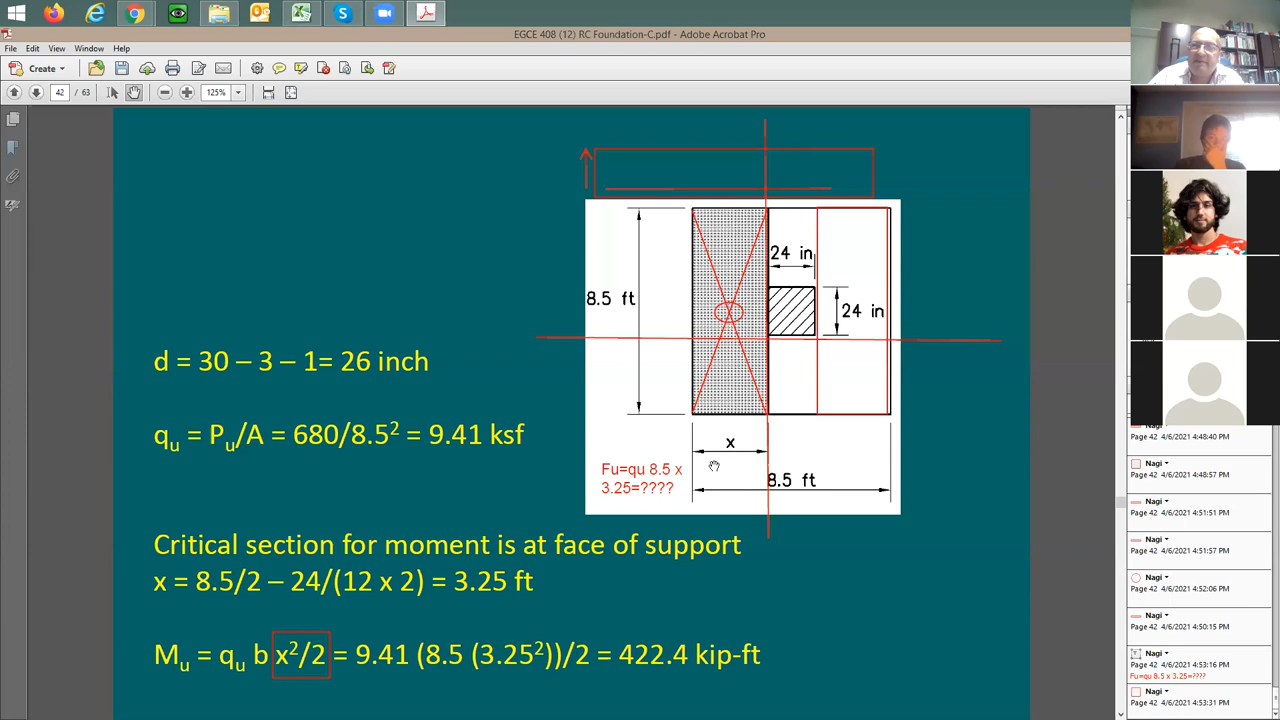 EGCE 408 (12) RC Foundation-C.pdf - Adobe Acrobat Pro
File Edit View Window Help
Create
42 / 63 125%
24 in
8.5 ft
24 in
d = 30 – 3 – 1= 26 inch
qu = Pu/A = 680/8.5² = 9.41 ksf
x
Fu=qu 8.5 x
3.25=????
8.5 ft
Critical section for moment is at face of support
x = 8.5/2 – 24/(12 x 2) = 3.25 ft
Mu = qu b x²/2 = 9.41 (8.5 (3.25²))/2 = 422.4 kip-ft
Page 42 4/6/2021 4:48:40 PM
Nagi
Page 42 4/6/2021 4:48:57 PM
Nagi
Page 42 4/6/2021 4:51:51 PM
Nagi
Page 42 4/6/2021 4:51:57 PM
Nagi
Page 42 4/6/2021 4:52:06 PM
Nagi
Page 42 4/6/2021 4:50:15 PM
Nagi
Page 42 4/6/2021 4:53:16 PM
Fu=qu 8.5 x 3.25=????
Nagi
Page 42 4/6/2021 4:53:31 PM